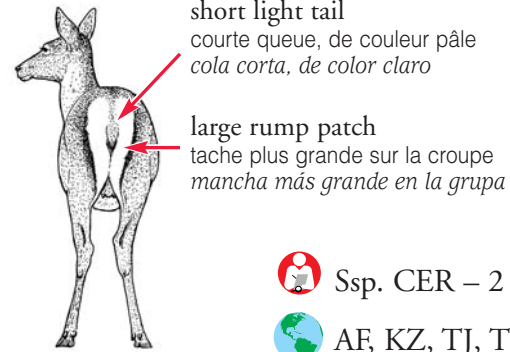 short light tail
courte queue, de couleur pâle
cola corta, de color claro
large rump patch
tache plus grande sur la croupe
mancha más grande en la grupa
Ssp. CER – 2
AF, KZ, TJ, T